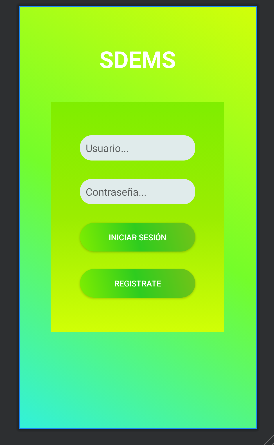 SDEMS
Usuario...
Contraseña...
INICIAR SESIÓN
REGISTRATE